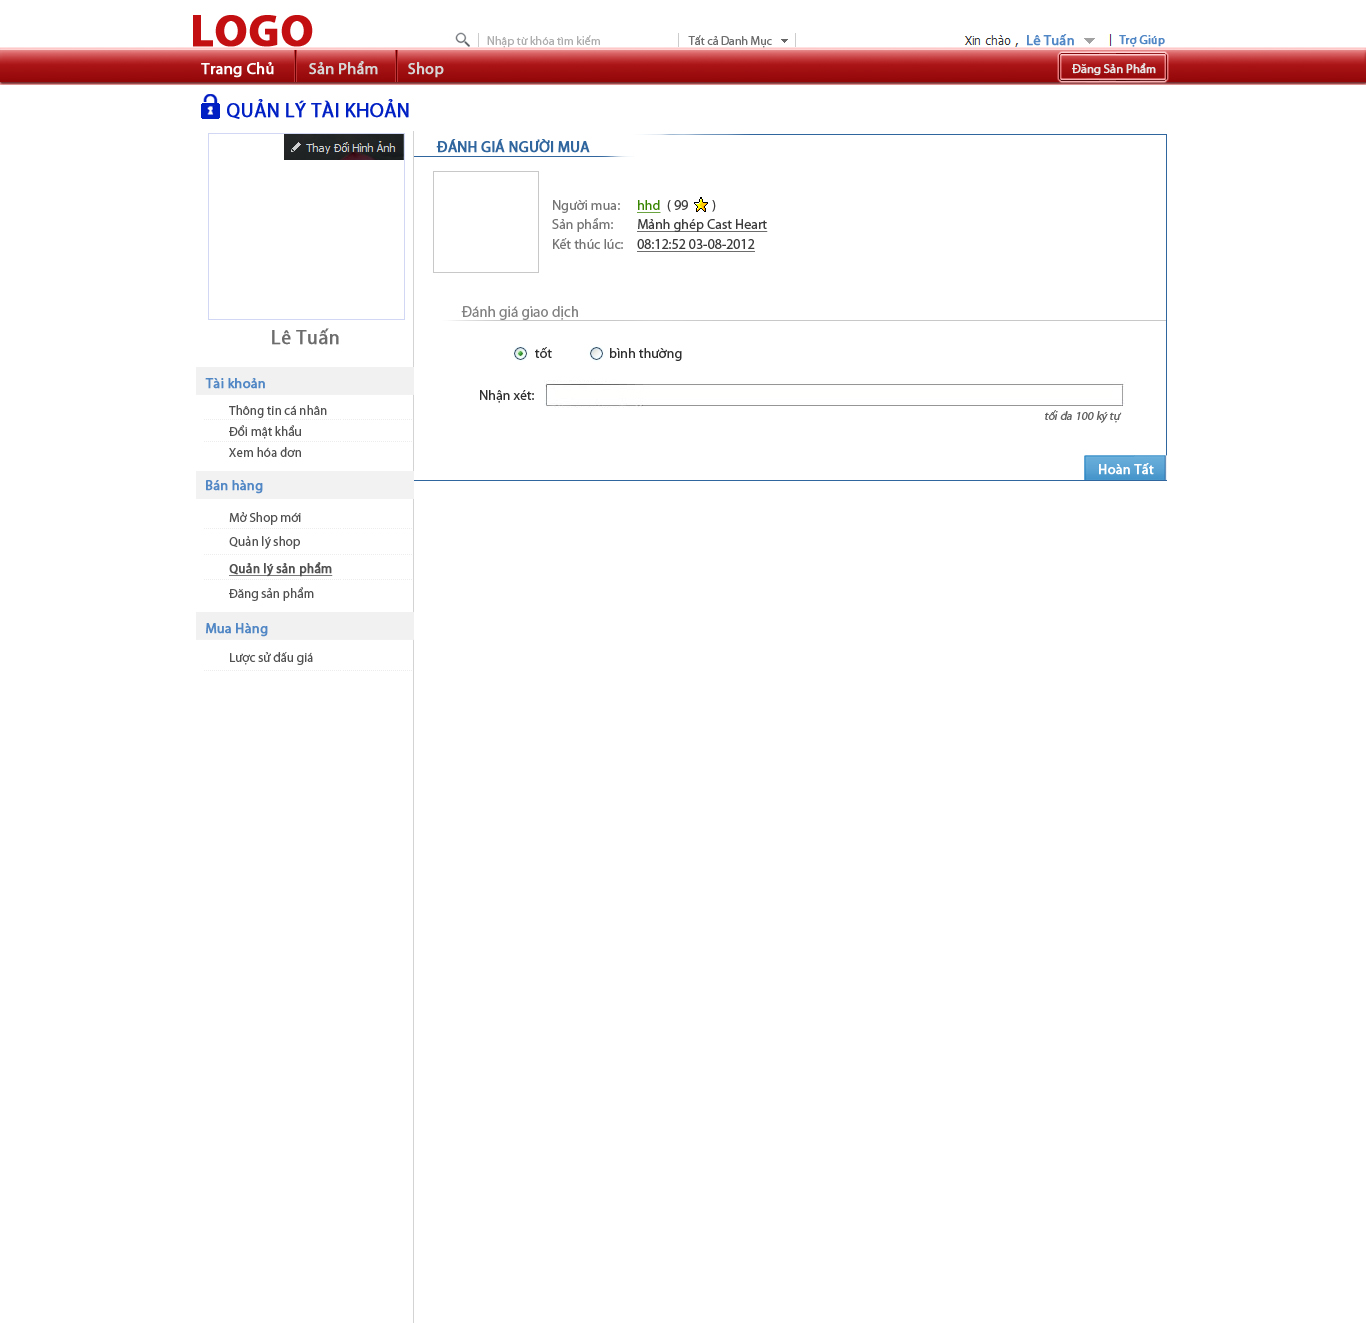 LOGO
Nhập từ khóa tìm kiếm
Tất cả Danh Mục
Xin chào , Lê Tuấn
Trợ Giúp
Trang Chủ
Sản Phẩm
Shop
Đăng Sản Phẩm
QUẢN LÝ TÀI KHOẢN
Thay Đổi Hình Ảnh
Lê Tuấn
Tài khoản
Thông tin cá nhân
Đổi mật khẩu
Xem hóa dơn
Bán hàng
Mở Shop mới
Quản lý shop
Quản lý sản phẩm
Đăng sản phẩm
Mua Hàng
Lược sử đấu giá
ĐÁNH GIÁ NGƯỜI MUA
Người mua: hhd ( 99 )
Sản phẩm: Mảnh ghép Cast Heart
Kết thúc lúc: 08:12:52 03-08-2012
Đánh giá giao dịch
tốt
bình thường
Nhận xét:
tối đa 100 ký tự
Hoàn Tất